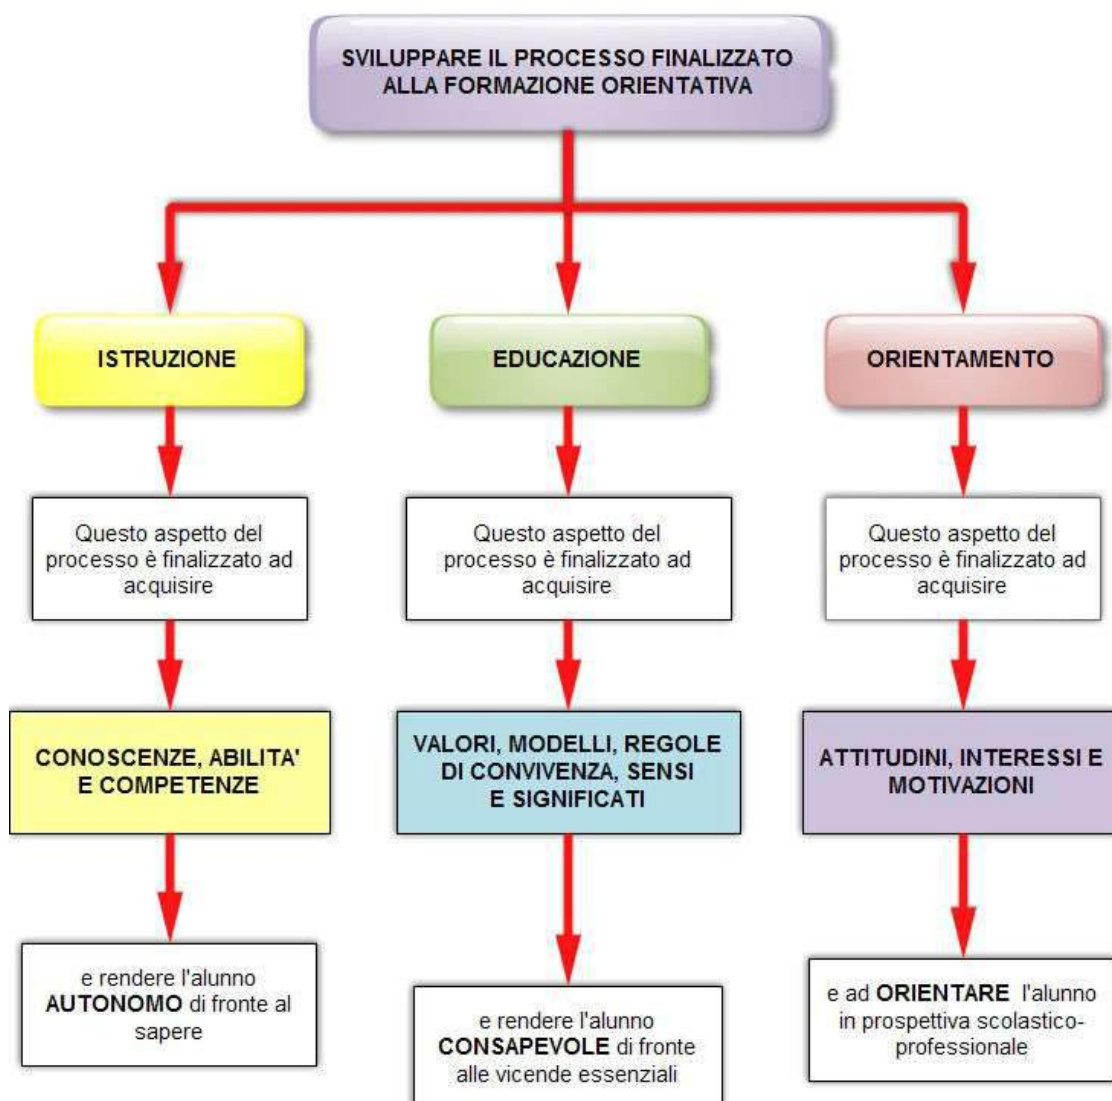 SVILUPPARE IL PROCESSO FINALIZZATO
ALLA FORMAZIONE ORIENTATIVA
ISTRUZIONE
EDUCAZIONE
ORIENTAMENTO
Questo aspetto del
processo è finalizzato ad
acquisire
Questo aspetto del
processo è finalizzato ad
acquisire
Questo aspetto del
processo è finalizzato ad
acquisire
CONOSCENZE, ABILITA'
E COMPETENZE
VALORI, MODELLI, REGOLE
DI CONVIVENZA, SENSI
E SIGNIFICATI
ATTITUDINI, INTERESSI E
MOTIVAZIONI
e rendere l'alunno
AUTONOMO di fronte al
sapere
e rendere l'alunno
CONSAPEVOLE di fronte
alle vicende essenziali
e ad ORIENTARE l'alunno
in prospettiva scolastico-
professionale